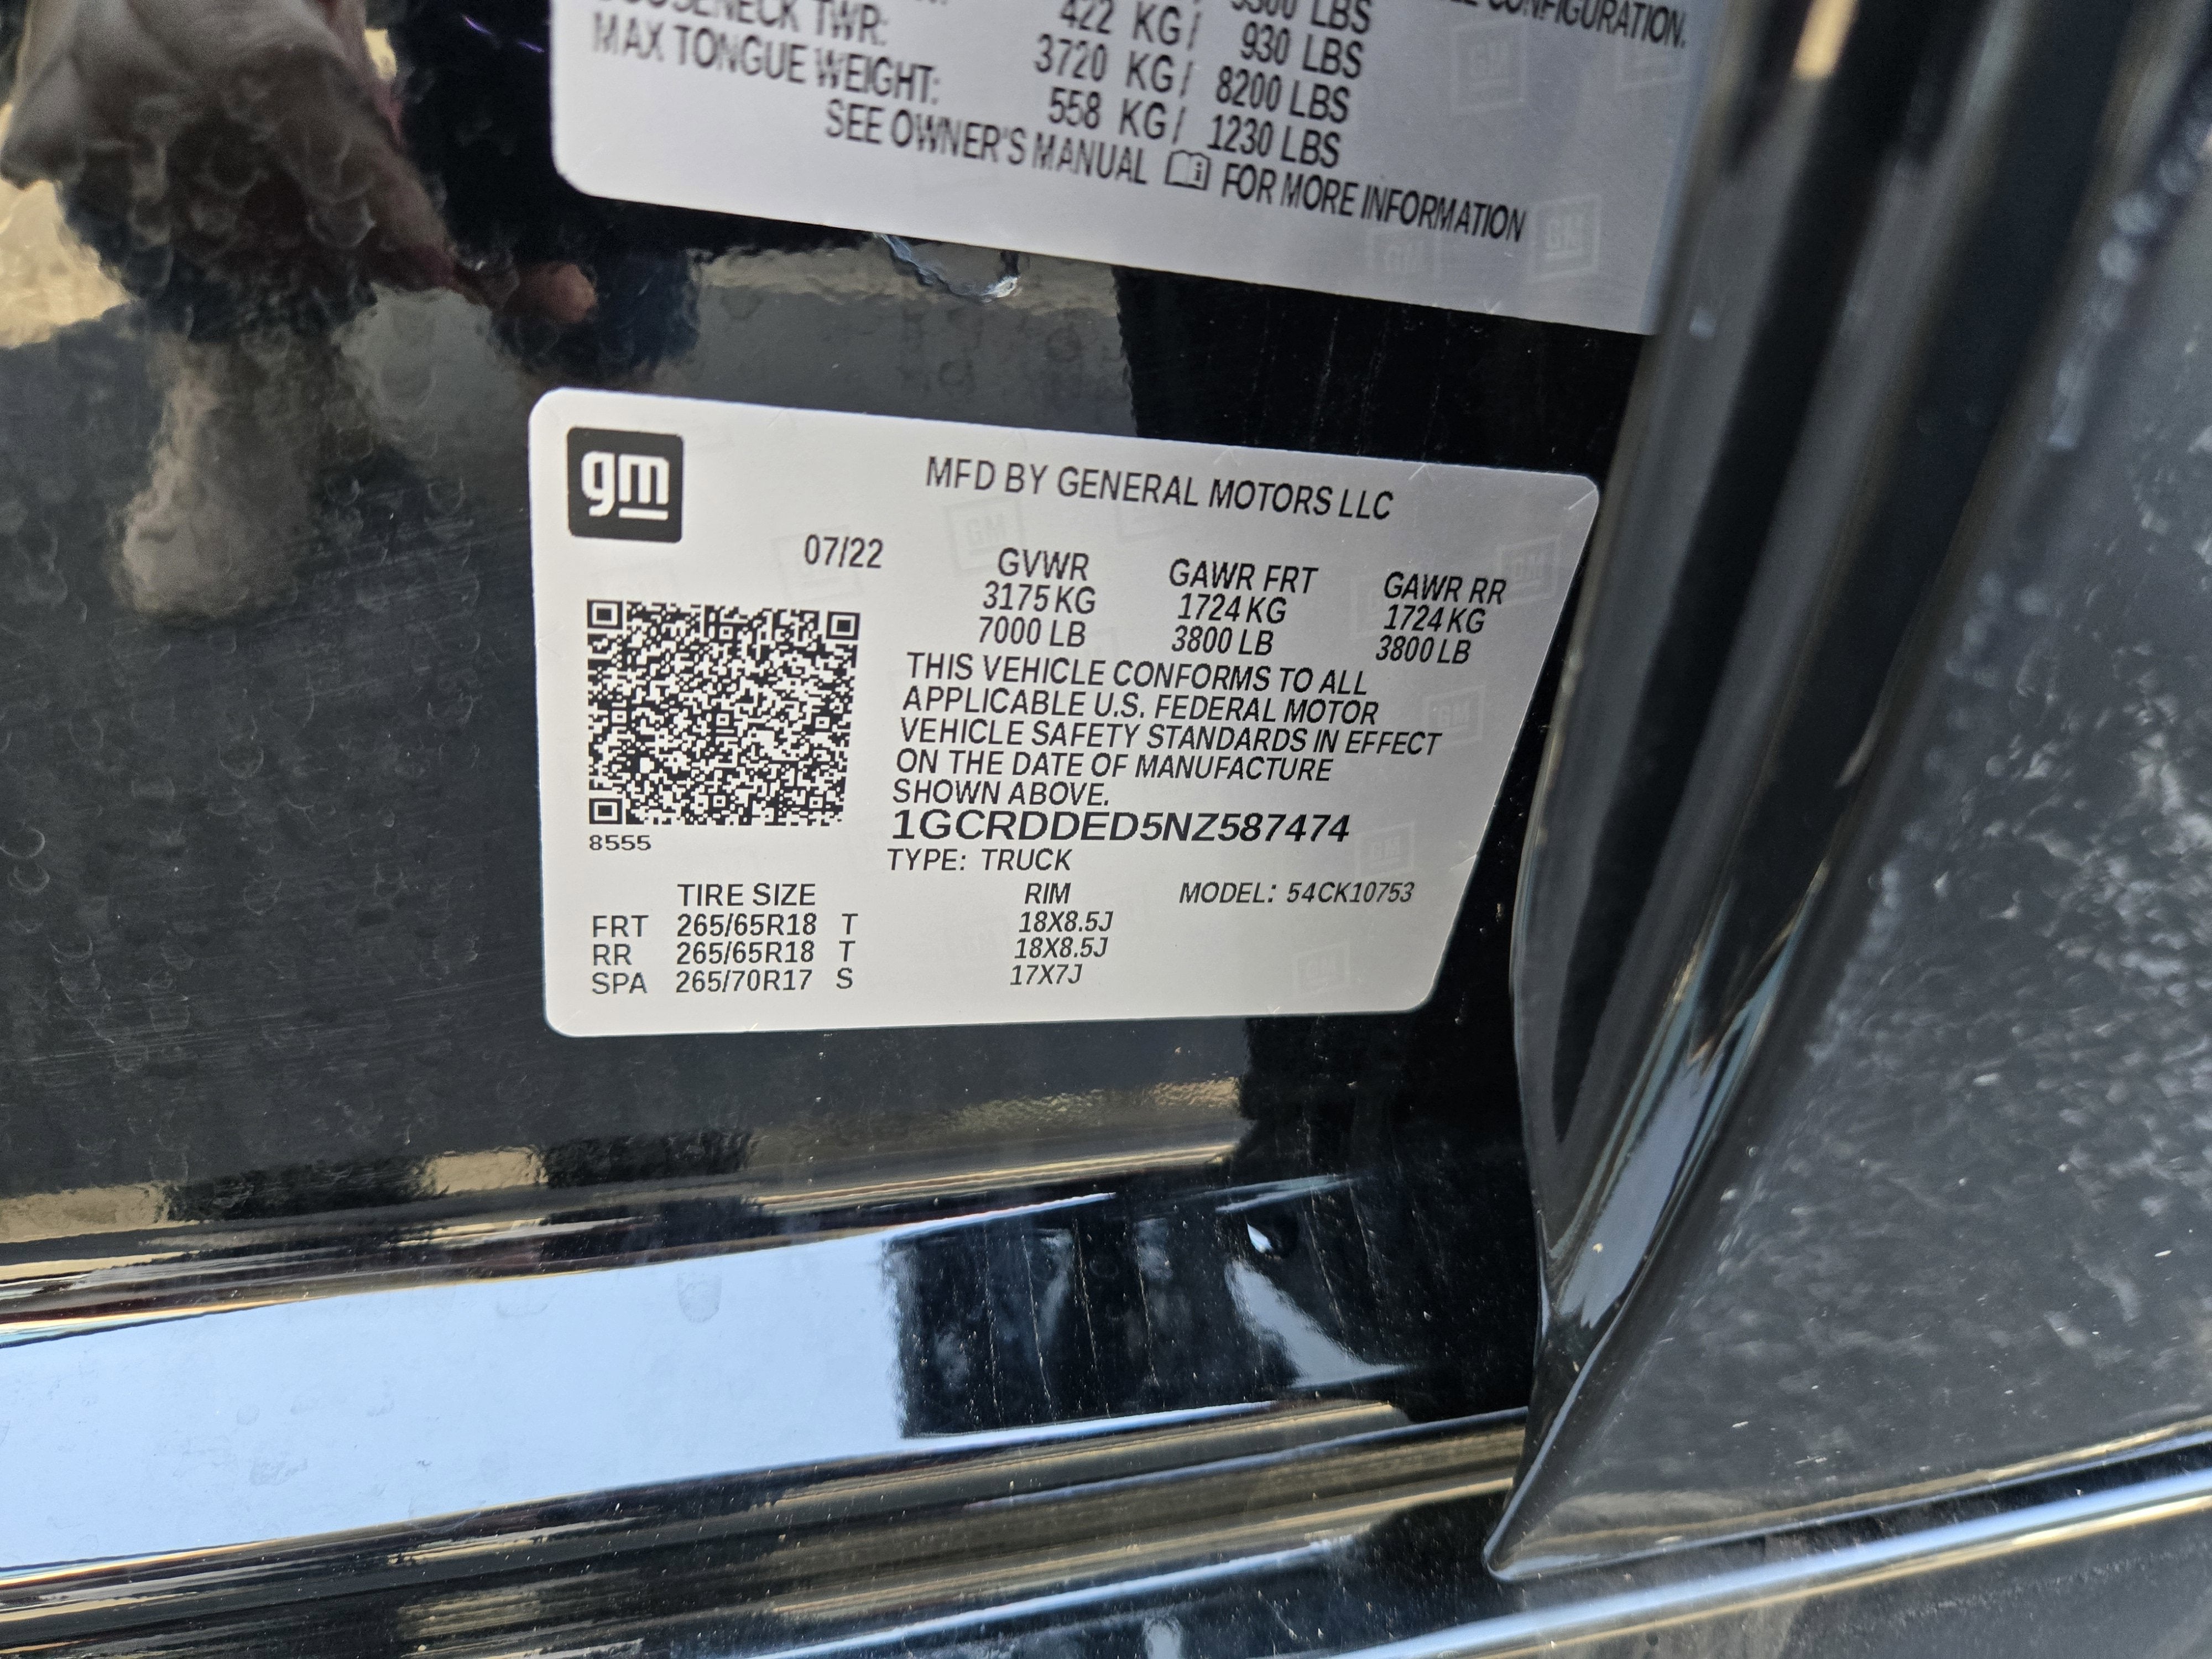 LBS CONFIGURATION.
TWR: 422 KG/ 930 LBS
MAX TONGUE WEIGHT: 3720 KG/ 8200 LBS
558 KG/ 1230 LBS
SEE OWNER'S MANUAL FOR MORE INFORMATION
gm
MFD BY GENERAL MOTORS LLC
07/22 GVWR GAWR FRT GAWR RR
3175 KG 1724 KG 1724 KG
7000 LB 3800 LB 3800 LB
THIS VEHICLE CONFORMS TO ALL
APPLICABLE U.S. FEDERAL MOTOR
VEHICLE SAFETY STANDARDS IN EFFECT
ON THE DATE OF MANUFACTURE
SHOWN ABOVE.
1GCRDDED5NZ587474
8555
TYPE: TRUCK
TIRE SIZE RIM MODEL: 54CK10753
FRT 265/65R18 T 18X8.5J
RR 265/65R18 T 18X8.5J
SPA 265/70R17 S 17X7J